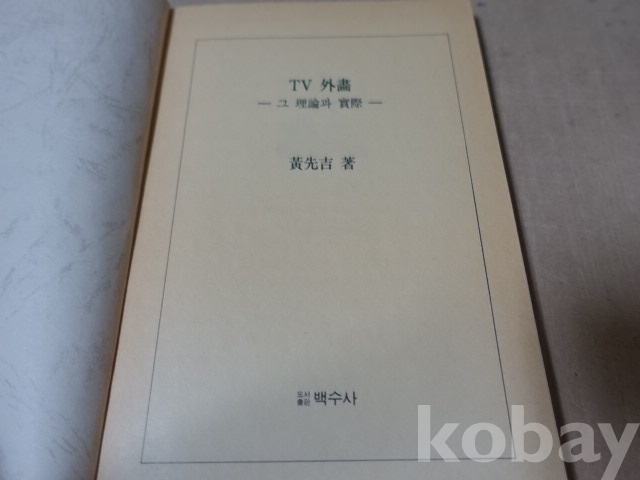 TV 外畵
— 그 理論과 實際 —
黃先吉 著
도서출판 백수사
kobay